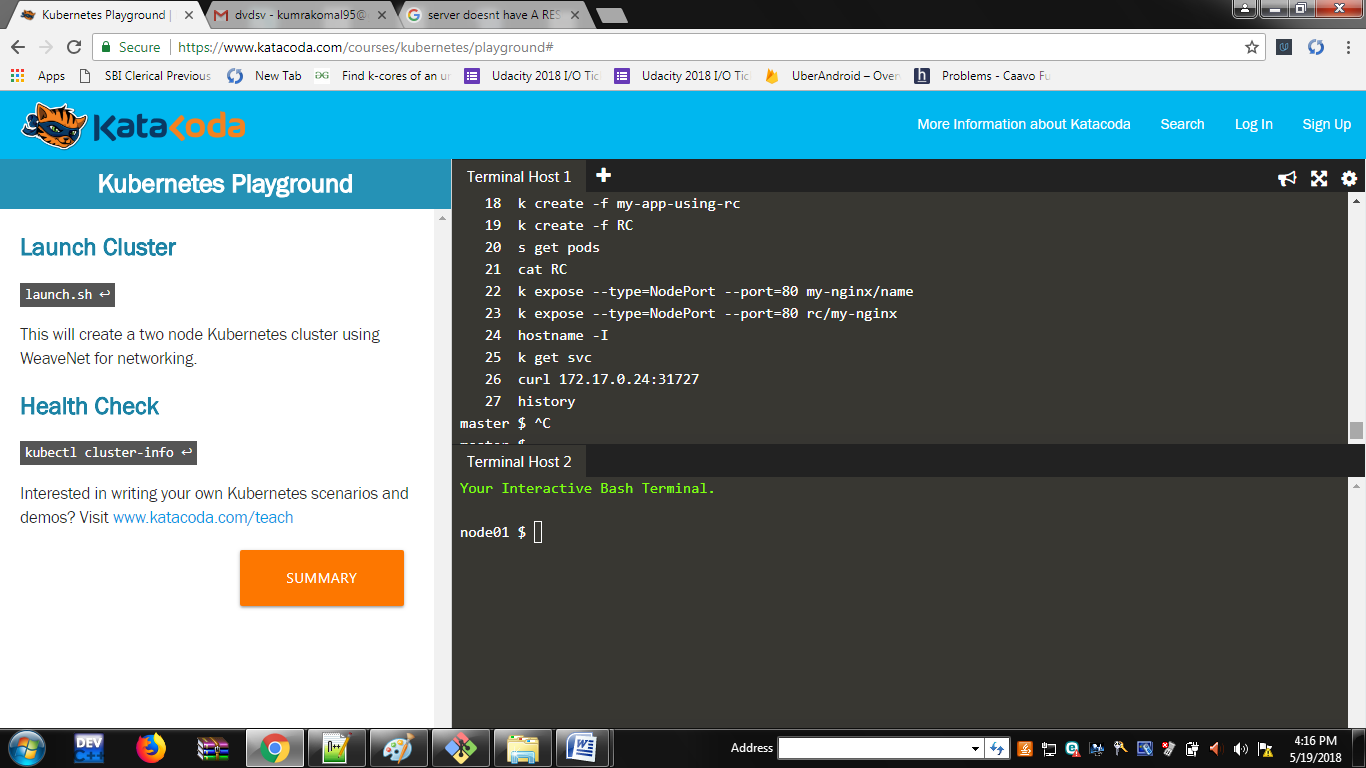 Kubernetes Playground |
dvdsv - kumrakomal95@
server doesnt have A RES
Secure
https://www.katacoda.com/courses/kubernetes/playground#
Apps
SBI Clerical Previous
New Tab
Find k-cores of an u
Udacity 2018 I/O Tic
Udacity 2018 I/O Tic
UberAndroid – Over
Problems - Caavo Fu
KataKoda
More Information about Katacoda
Search
Log In
Sign Up
Kubernetes Playground
Launch Cluster
launch.sh ↩
This will create a two node Kubernetes cluster using
WeaveNet for networking.
Health Check
kubectl cluster-info ↩
Interested in writing your own Kubernetes scenarios and
demos? Visit www.katacoda.com/teach
SUMMARY
Terminal Host 1
18 k create -f my-app-using-rc
19 k create -f RC
20 s get pods
21 cat RC
22 k expose --type=NodePort --port=80 my-nginx/name
23 k expose --type=NodePort --port=80 rc/my-nginx
24 hostname -I
25 k get svc
26 curl 172.17.0.24:31727
27 history
master $ ^C
master $
Terminal Host 2
Your Interactive Bash Terminal.
node01 $
DEV
C++
Address
4:16 PM
5/19/2018